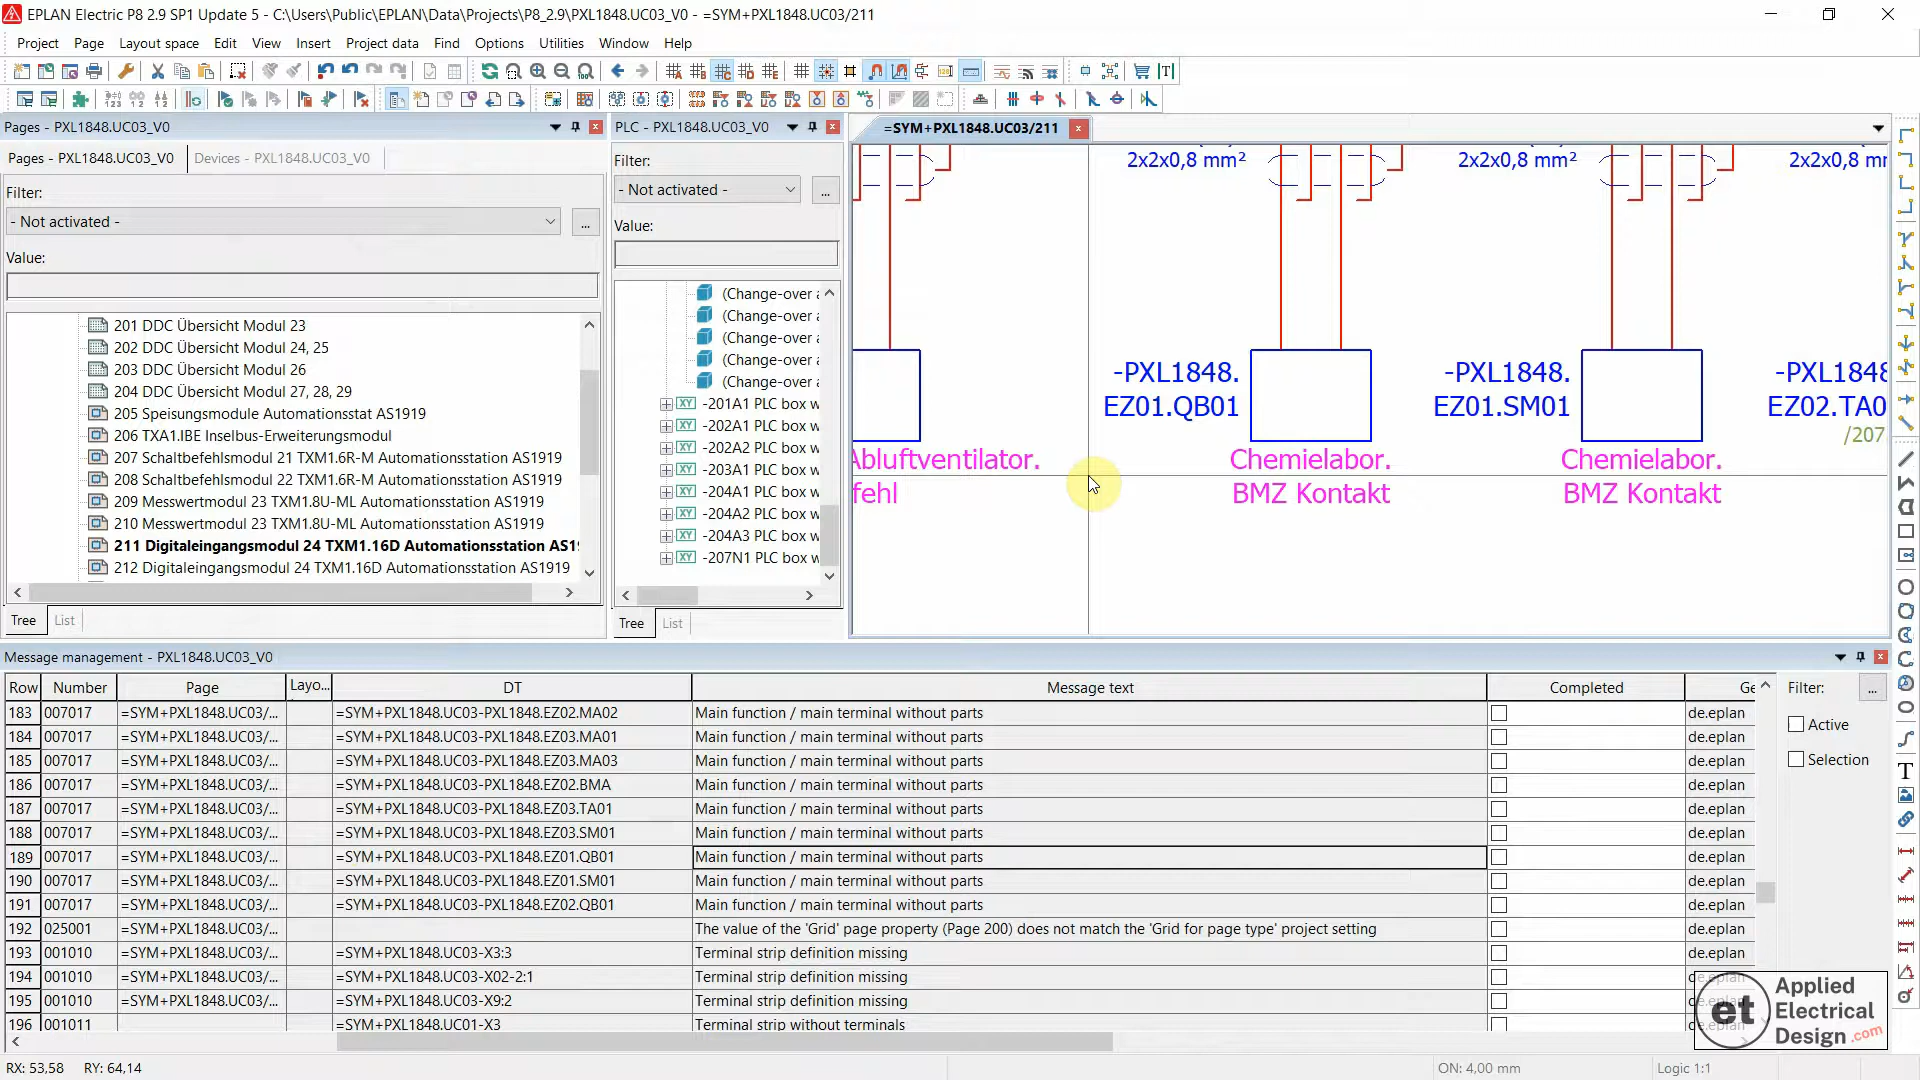 EPLAN Electric P8 2.9 SP1 Update 5 - C:\Users\Public\EPLAN\Data\Projects\P8_2.9\PXL1848.UC03_V0 - =SYM+PXL1848.UC03/211
Project Page Layout space Edit View Insert Project data Find Options Utilities Window Help
Pages - PXL1848.UC03_V0
Pages - PXL1848.UC03_V0 Devices - PXL1848.UC03_V0
Filter:
- Not activated - ...
Value:
201 DDC Übersicht Modul 23
202 DDC Übersicht Modul 24, 25
203 DDC Übersicht Modul 26
204 DDC Übersicht Modul 27, 28, 29
205 Speisungsmodule Automationsstat AS1919
206 TXA1.IBE Inselbus-Erweiterungsmodul
207 Schaltbefehlsmodul 21 TXM1.6R-M Automationsstation AS1919
208 Schaltbefehlsmodul 22 TXM1.6R-M Automationsstation AS1919
209 Messwertmodul 23 TXM1.8U-ML Automationsstation AS1919
210 Messwertmodul 23 TXM1.8U-ML Automationsstation AS1919
211 Digitaleingangsmodul 24 TXM1.16D Automationsstation AS1
212 Digitaleingangsmodul 24 TXM1.16D Automationsstation AS1919
Tree List
PLC - PXL1848.UC03_V0
Filter:
- Not activated - ...
Value:
(Change-over a
(Change-over a
(Change-over a
(Change-over a
(Change-over a
-201A1 PLC box w
-202A1 PLC box w
-202A2 PLC box w
-203A1 PLC box w
-204A1 PLC box w
-204A2 PLC box w
-204A3 PLC box w
-207N1 PLC box w
Tree List
=SYM+PXL1848.UC03/211
2x2x0,8 mm² 2x2x0,8 mm² 2x2x0,8 mm
-PXL1848. -PXL1848. -PXL1848
EZ01.QB01 EZ01.SM01 EZ02.TA0
/207
Abluftventilator. Chemielabor. Chemielabor.
fehl BMZ Kontakt BMZ Kontakt
Message management - PXL1848.UC03_V0
Row Number Page Layo... DT Message text Completed Ge
183 007017 =SYM+PXL1848.UC03/... =SYM+PXL1848.UC03-PXL1848.EZ02.MA02 Main function / main terminal without parts de.eplan
184 007017 =SYM+PXL1848.UC03/... =SYM+PXL1848.UC03-PXL1848.EZ03.MA01 Main function / main terminal without parts de.eplan
185 007017 =SYM+PXL1848.UC03/... =SYM+PXL1848.UC03-PXL1848.EZ03.MA03 Main function / main terminal without parts de.eplan
186 007017 =SYM+PXL1848.UC03/... =SYM+PXL1848.UC03-PXL1848.EZ02.BMA Main function / main terminal without parts de.eplan
187 007017 =SYM+PXL1848.UC03/... =SYM+PXL1848.UC03-PXL1848.EZ03.TA01 Main function / main terminal without parts de.eplan
188 007017 =SYM+PXL1848.UC03/... =SYM+PXL1848.UC03-PXL1848.EZ03.SM01 Main function / main terminal without parts de.eplan
189 007017 =SYM+PXL1848.UC03/... =SYM+PXL1848.UC03-PXL1848.EZ01.QB01 Main function / main terminal without parts de.eplan
190 007017 =SYM+PXL1848.UC03/... =SYM+PXL1848.UC03-PXL1848.EZ01.SM01 Main function / main terminal without parts de.eplan
191 007017 =SYM+PXL1848.UC03/... =SYM+PXL1848.UC03-PXL1848.EZ02.QB01 Main function / main terminal without parts de.eplan
192 025001 =SYM+PXL1848.UC03/... The value of the 'Grid' page property (Page 200) does not match the 'Grid for page type' project setting de.eplan
193 001010 =SYM+PXL1848.UC03/... =SYM+PXL1848.UC03-X3:3 Terminal strip definition missing de.eplan
194 001010 =SYM+PXL1848.UC03/... =SYM+PXL1848.UC03-X02-2:1 Terminal strip definition missing
195 001010 =SYM+PXL1848.UC03/... =SYM+PXL1848.UC03-X9:2 Terminal strip definition missing
196 001011 =SYM+PXL1848.UC01-X3 Terminal strip without terminals
Filter: ...
Active
Selection
et Applied
Electrical
Design.com
RX: 53,58 RY: 64,14 ON: 4,00 mm Logic 1:1